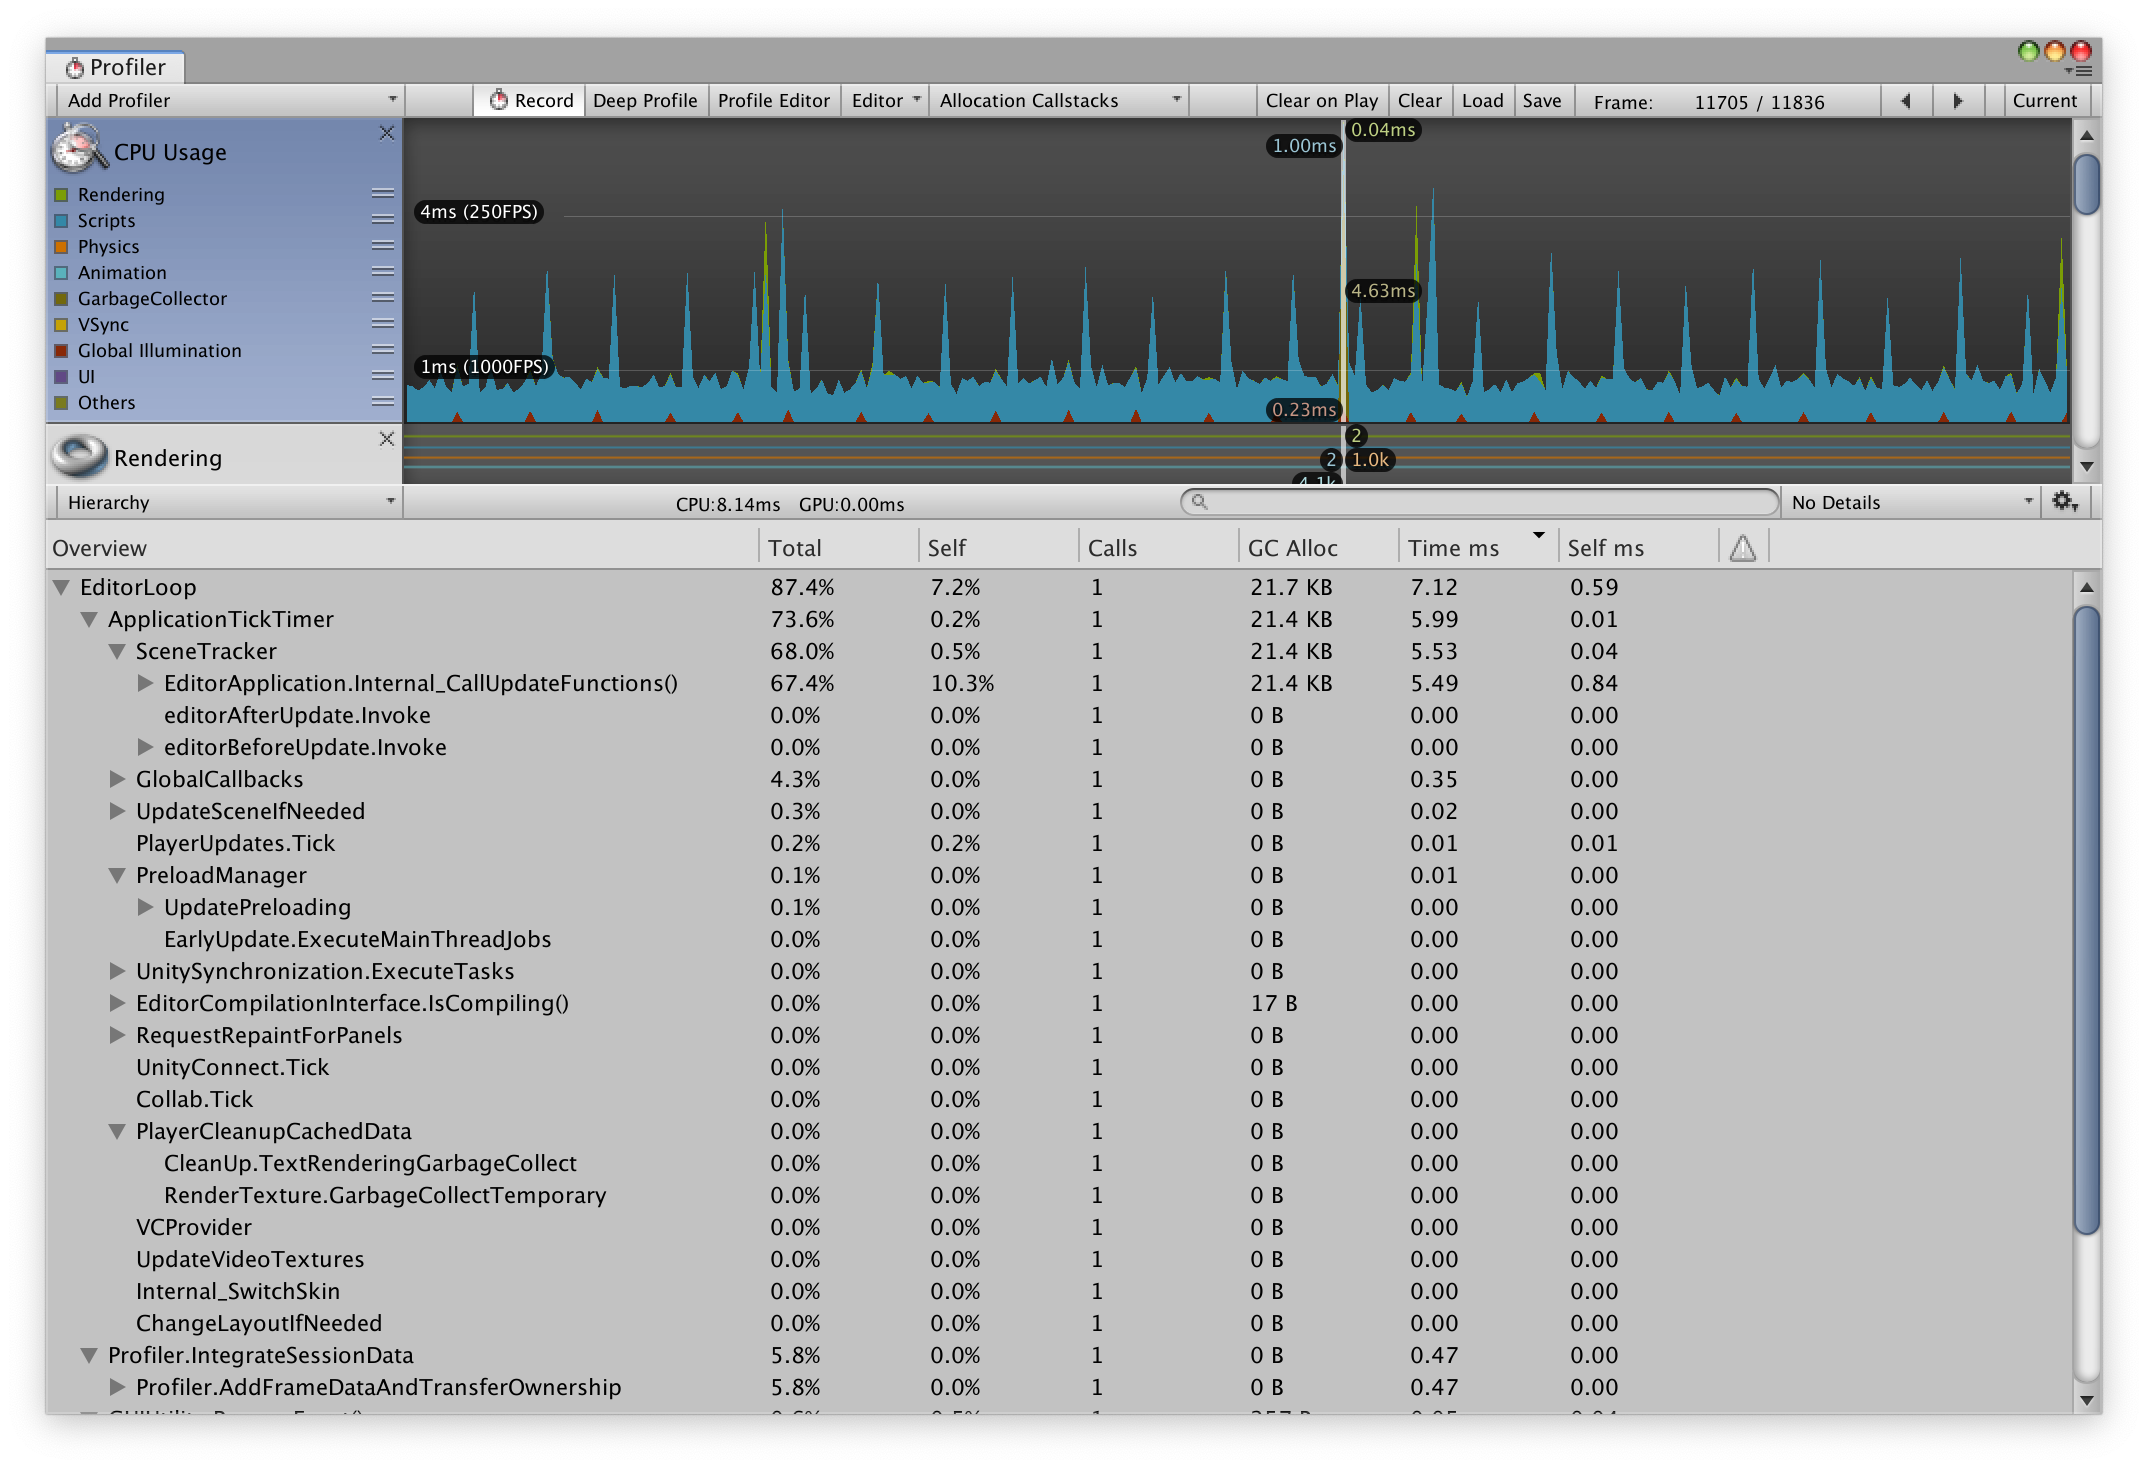 Profiler
Add Profiler Record Deep Profile Profile Editor Editor Allocation Callstacks Clear on Play Clear Load Save Frame: 11705 / 11836 Current
CPU Usage
Rendering
Scripts
Physics
Animation
GarbageCollector
VSync
Global Illumination
UI
Others
0.04ms
1.00ms
4ms (250FPS)
4.63ms
1ms (1000FPS)
0.23ms
Rendering
2
2 1.0k
4.1k
Hierarchy CPU:8.14ms GPU:0.00ms No Details
Overview Total Self Calls GC Alloc Time ms Self ms
EditorLoop 87.4% 7.2% 1 21.7 KB 7.12 0.59
ApplicationTickTimer 73.6% 0.2% 1 21.4 KB 5.99 0.01
SceneTracker 68.0% 0.5% 1 21.4 KB 5.53 0.04
EditorApplication.Internal_CallUpdateFunctions() 67.4% 10.3% 1 21.4 KB 5.49 0.84
editorAfterUpdate.Invoke 0.0% 0.0% 1 0 B 0.00 0.00
editorBeforeUpdate.Invoke 0.0% 0.0% 1 0 B 0.00 0.00
GlobalCallbacks 4.3% 0.0% 1 0 B 0.35 0.00
UpdateSceneIfNeeded 0.3% 0.0% 1 0 B 0.02 0.00
PlayerUpdates.Tick 0.2% 0.2% 1 0 B 0.01 0.01
PreloadManager 0.1% 0.0% 1 0 B 0.01 0.00
UpdatePreloading 0.1% 0.0% 1 0 B 0.00 0.00
EarlyUpdate.ExecuteMainThreadJobs 0.0% 0.0% 1 0 B 0.00 0.00
UnitySynchronization.ExecuteTasks 0.0% 0.0% 1 0 B 0.00 0.00
EditorCompilationInterface.IsCompiling() 0.0% 0.0% 1 17 B 0.00 0.00
RequestRepaintForPanels 0.0% 0.0% 1 0 B 0.00 0.00
UnityConnect.Tick 0.0% 0.0% 1 0 B 0.00 0.00
Collab.Tick 0.0% 0.0% 1 0 B 0.00 0.00
PlayerCleanupCachedData 0.0% 0.0% 1 0 B 0.00 0.00
CleanUp.TextRenderingGarbageCollect 0.0% 0.0% 1 0 B 0.00 0.00
RenderTexture.GarbageCollectTemporary 0.0% 0.0% 1 0 B 0.00 0.00
VCProvider 0.0% 0.0% 1 0 B 0.00 0.00
UpdateVideoTextures 0.0% 0.0% 1 0 B 0.00 0.00
Internal_SwitchSkin 0.0% 0.0% 1 0 B 0.00 0.00
ChangeLayoutIfNeeded 0.0% 0.0% 1 0 B 0.00 0.00
Profiler.IntegrateSessionData 5.8% 0.0% 1 0 B 0.47 0.00
Profiler.AddFrameDataAndTransferOwnership 5.8% 0.0% 1 0 B 0.47 0.00